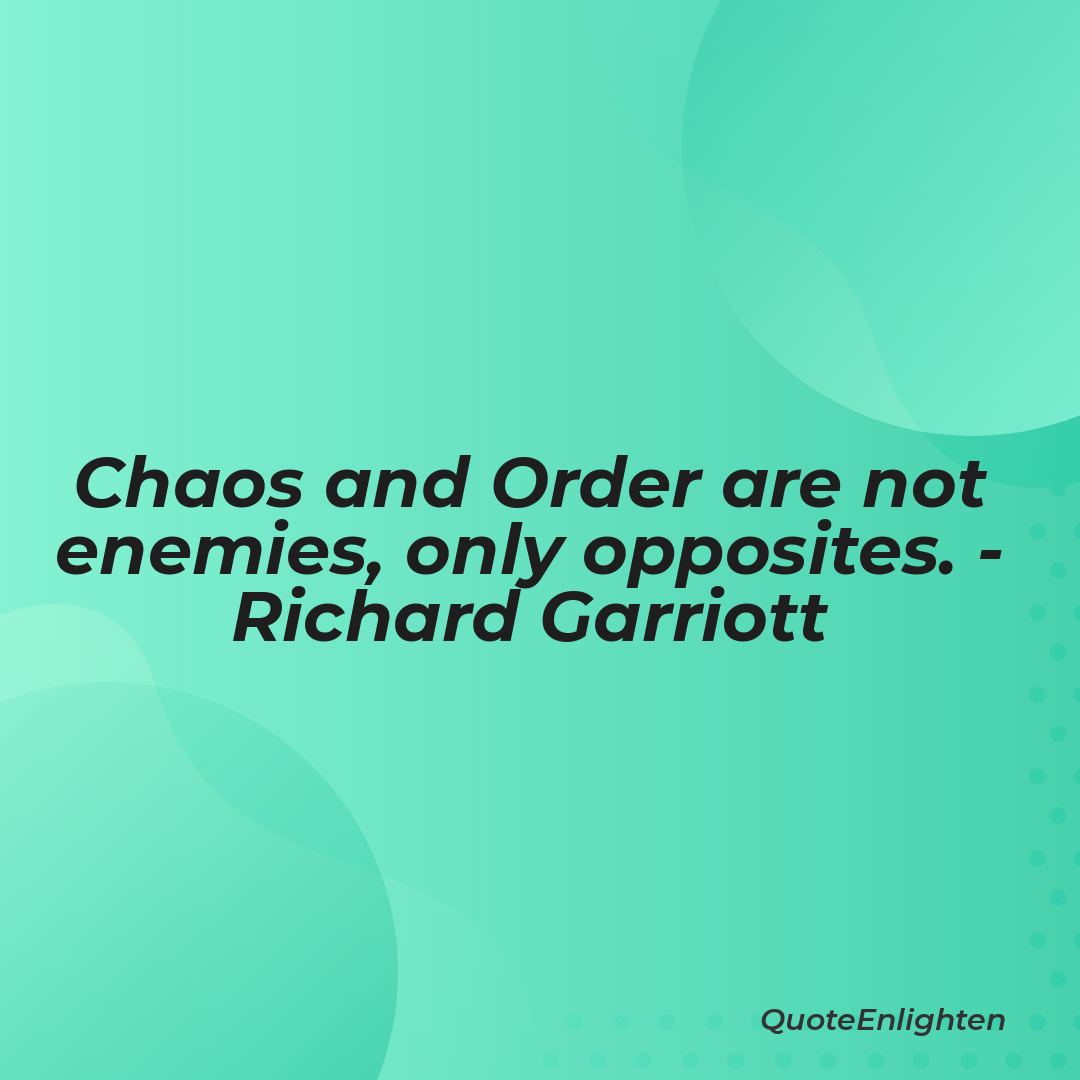 Chaos and Order are not
enemies, only opposites. -
Richard Garriott
QuoteEnlighten